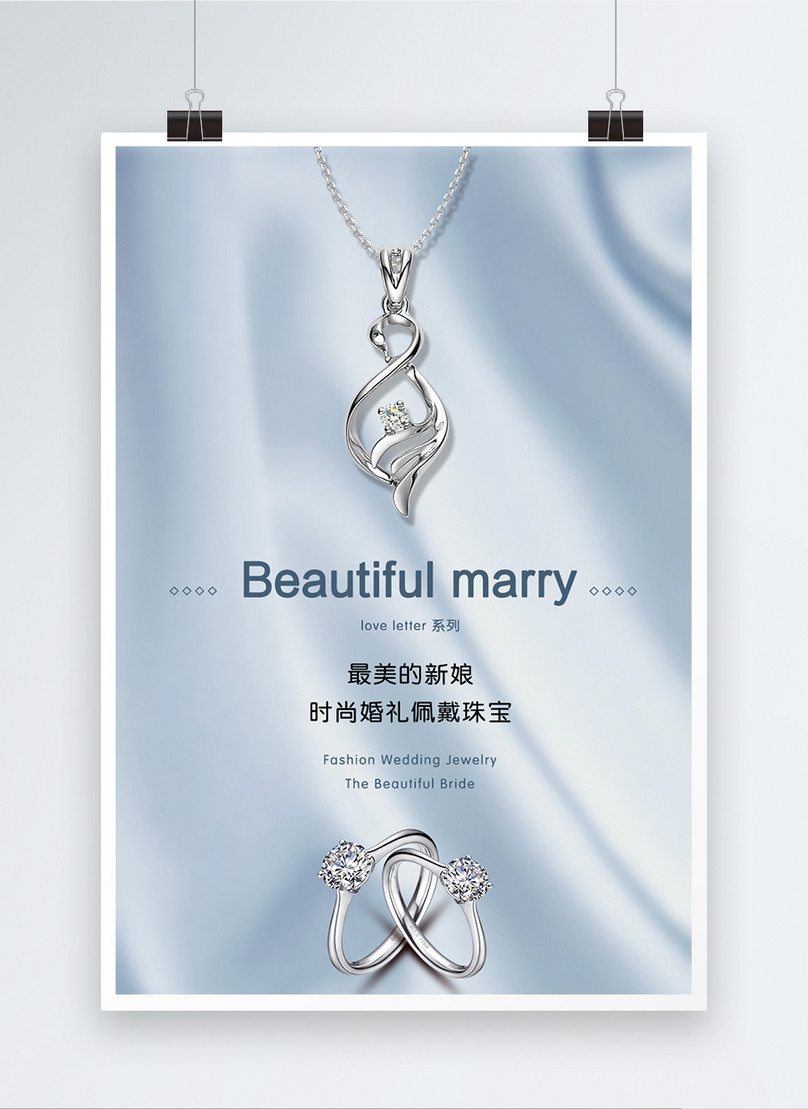 Beautiful marry
love letter 系列
最美的新娘
时尚婚礼佩戴珠宝
Fashion Wedding Jewelry
The Beautiful Bride